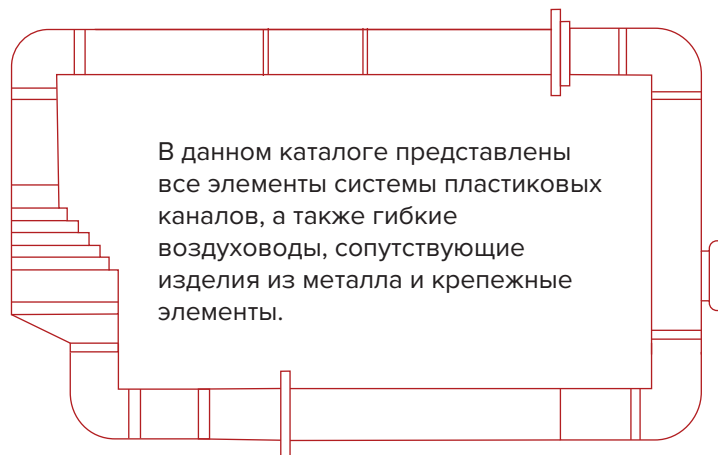 В данном каталоге представлены
все элементы системы пластиковых
каналов, а также гибкие
воздуховоды, сопутствующие
изделия из металла и крепежные
элементы.